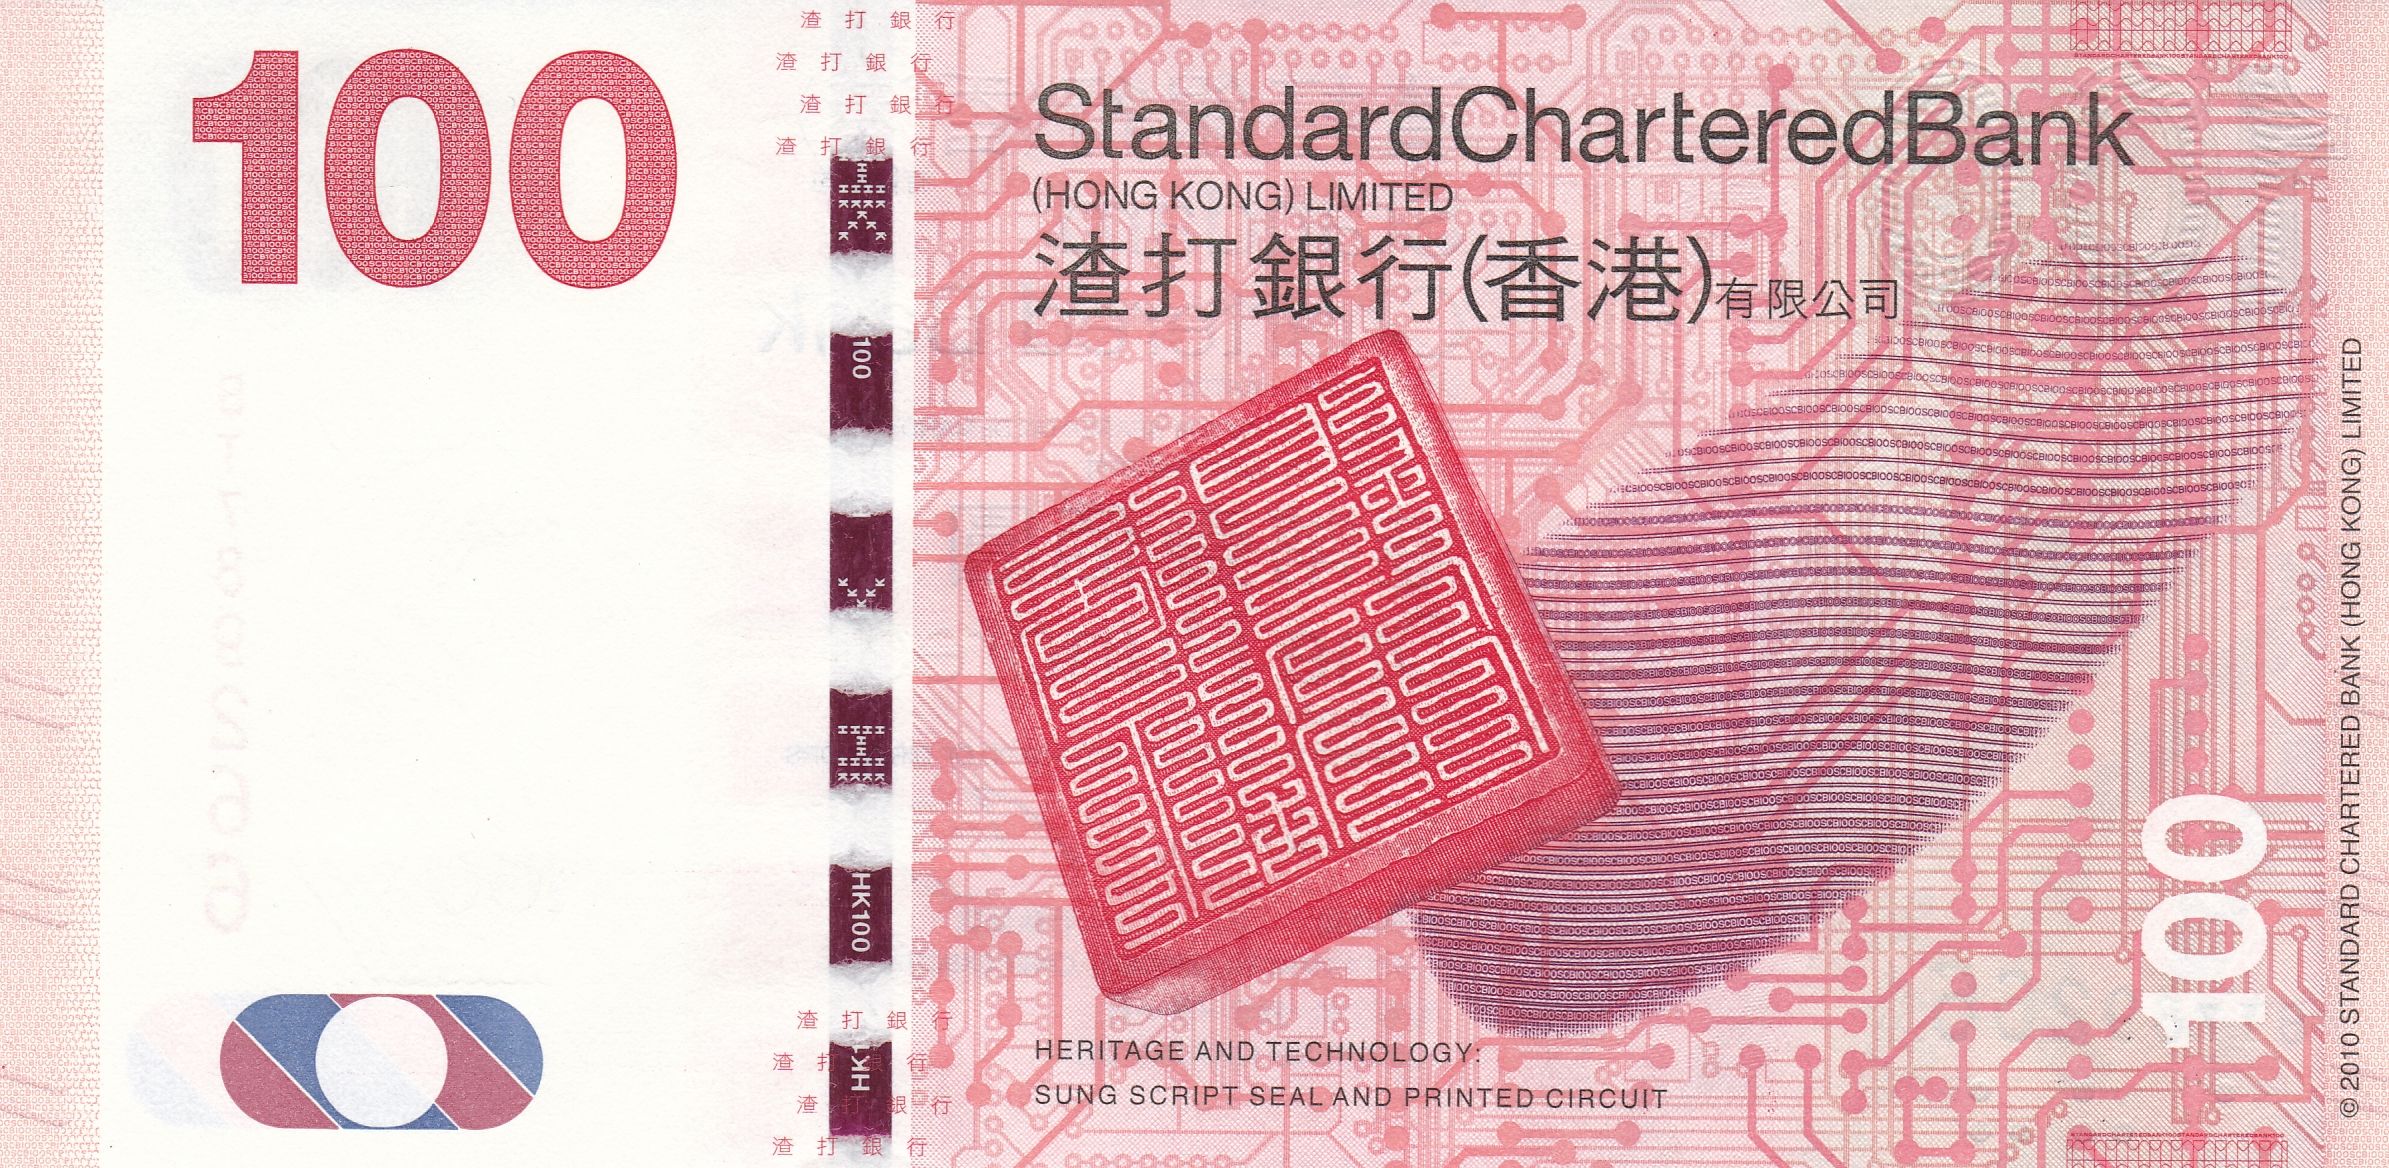 100
渣打銀行
渣打銀行
渣打銀行
渣打銀行
StandardCharteredBank
(HONG KONG) LIMITED
渣打銀行(香港)有限公司
100
HK100
HK
渣打銀行
渣打銀行
渣打銀行
渣打銀行
HERITAGE AND TECHNOLOGY:
SUNG SCRIPT SEAL AND PRINTED CIRCUIT
100
© 2010 STANDARD CHARTERED BANK (HONG KONG) LIMITED